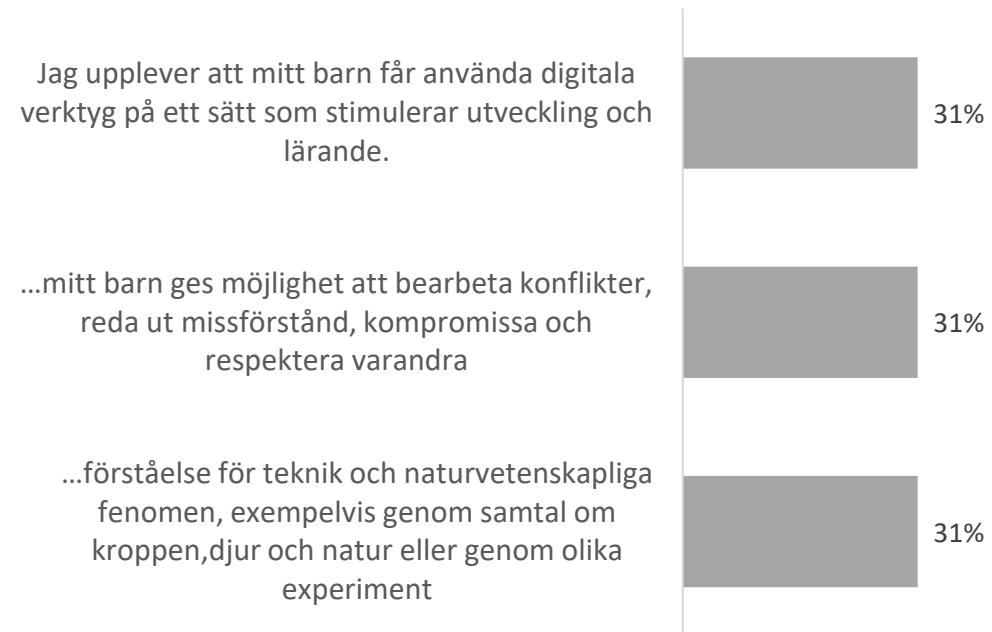 Jag upplever att mitt barn får använda digitala
verktyg på ett sätt som stimulerar utveckling och
lärande.
31%
...mitt barn ges möjlighet att bearbeta konflikter,
reda ut missförstånd, kompromissa och
respektera varandra
31%
...förståelse för teknik och naturvetenskapliga
fenomen, exempelvis genom samtal om
kroppen,djur och natur eller genom olika
experiment
31%